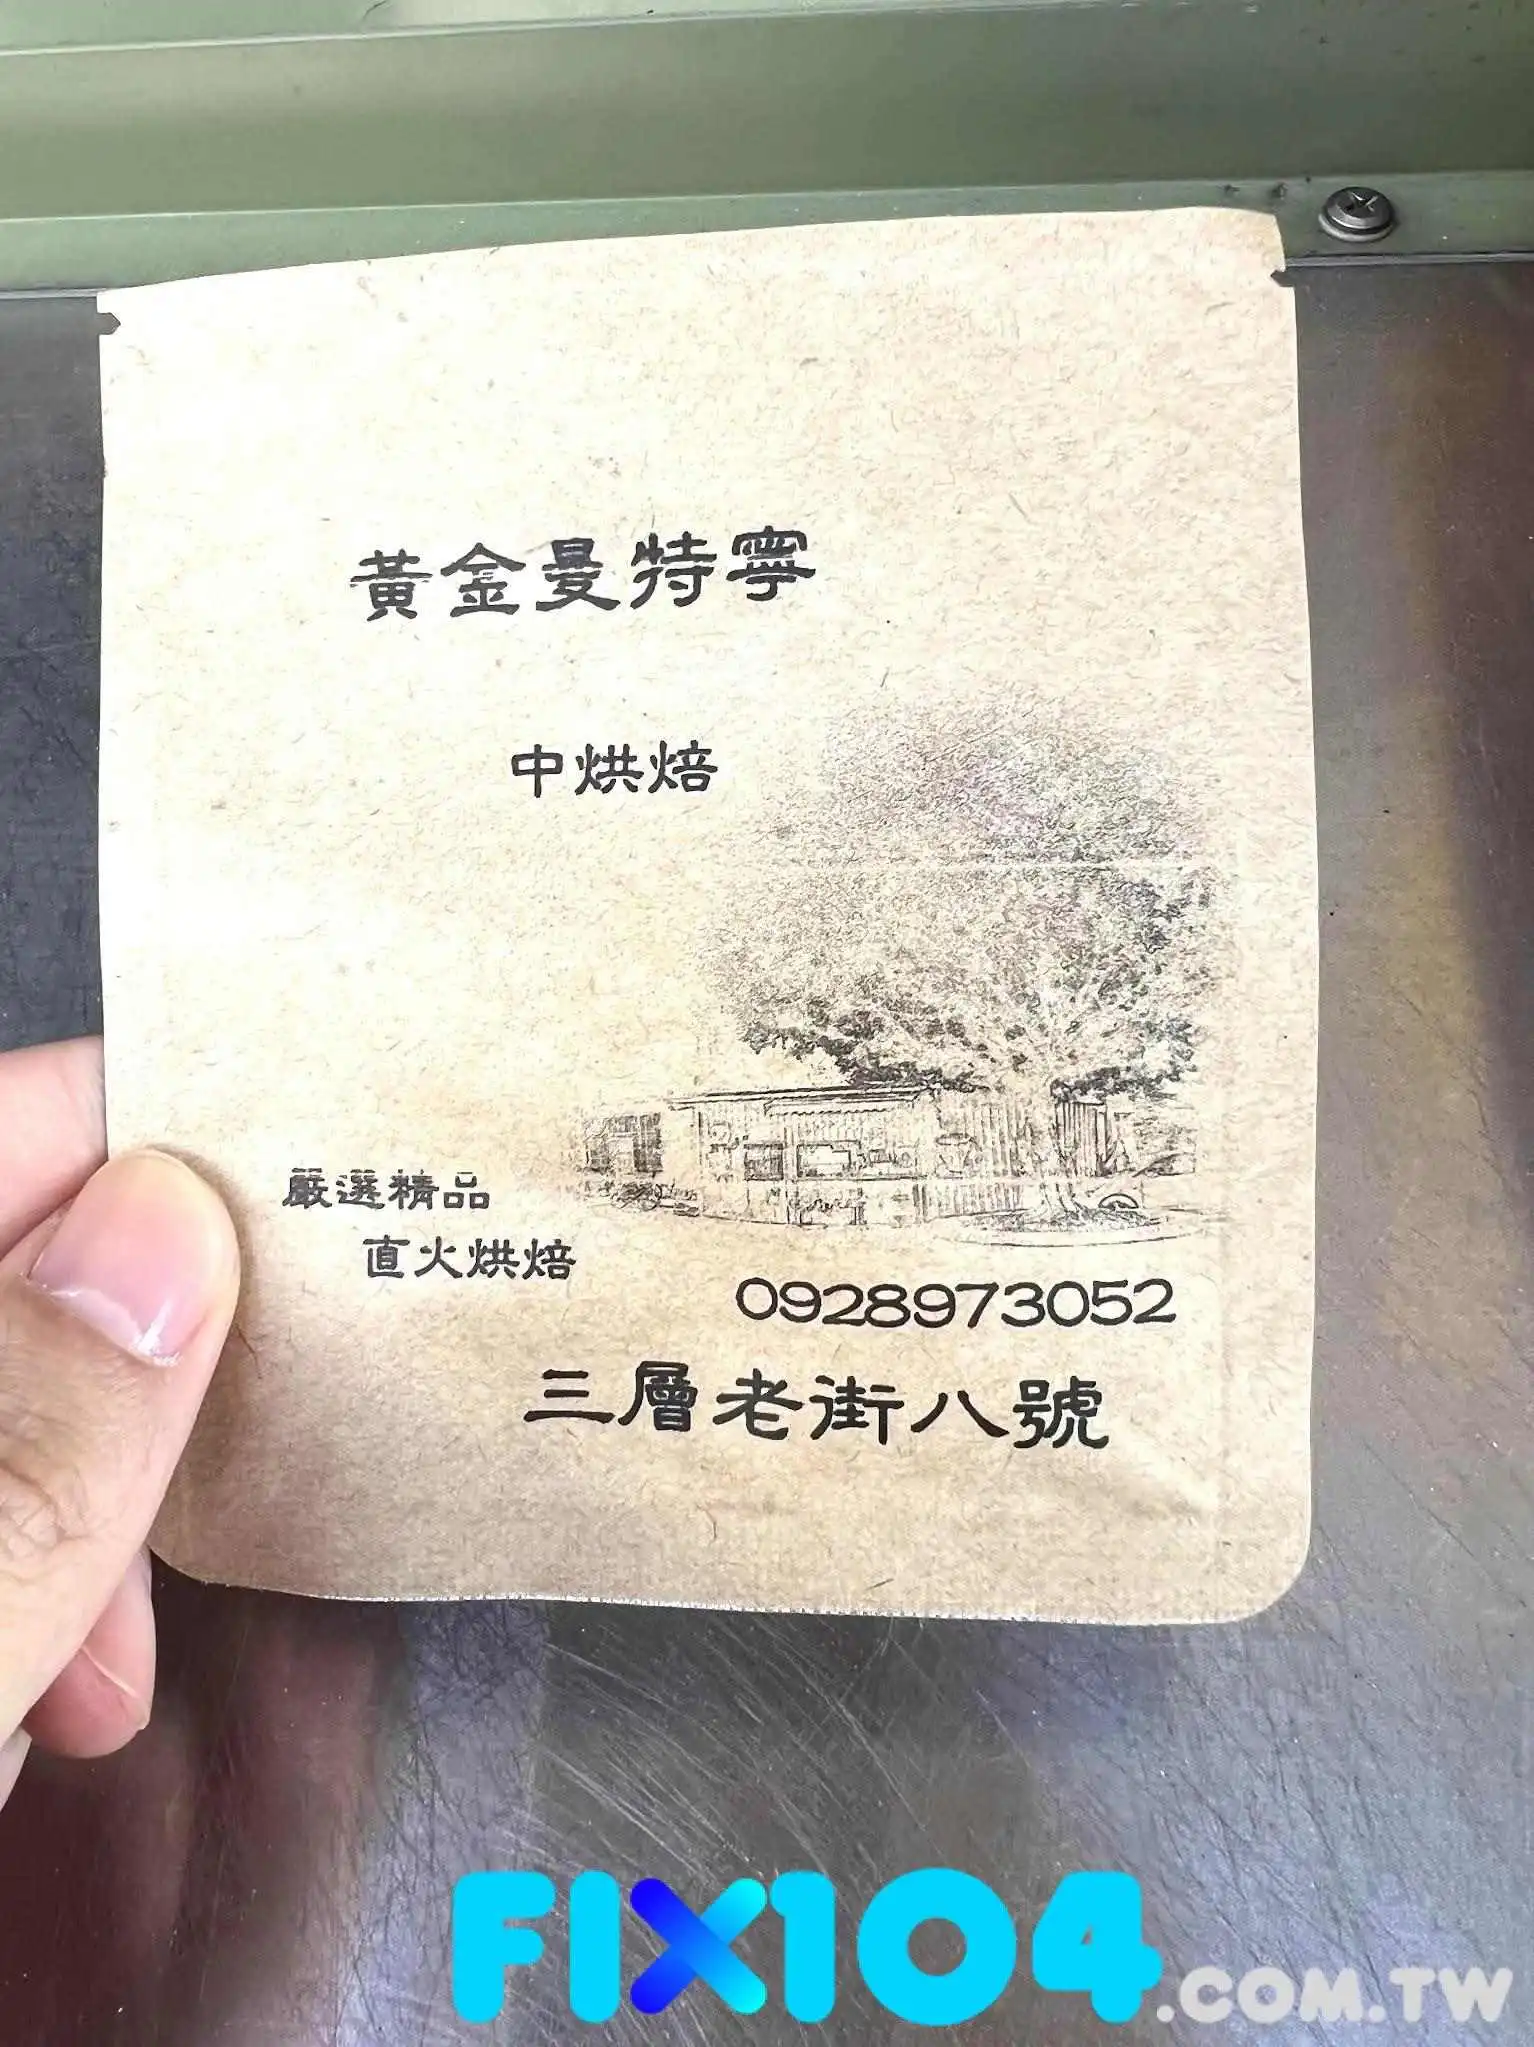 黃金曼特寧
中烘焙
嚴選精品
直火烘焙
0928973052
三層老街八號
FIX104.COM.TW